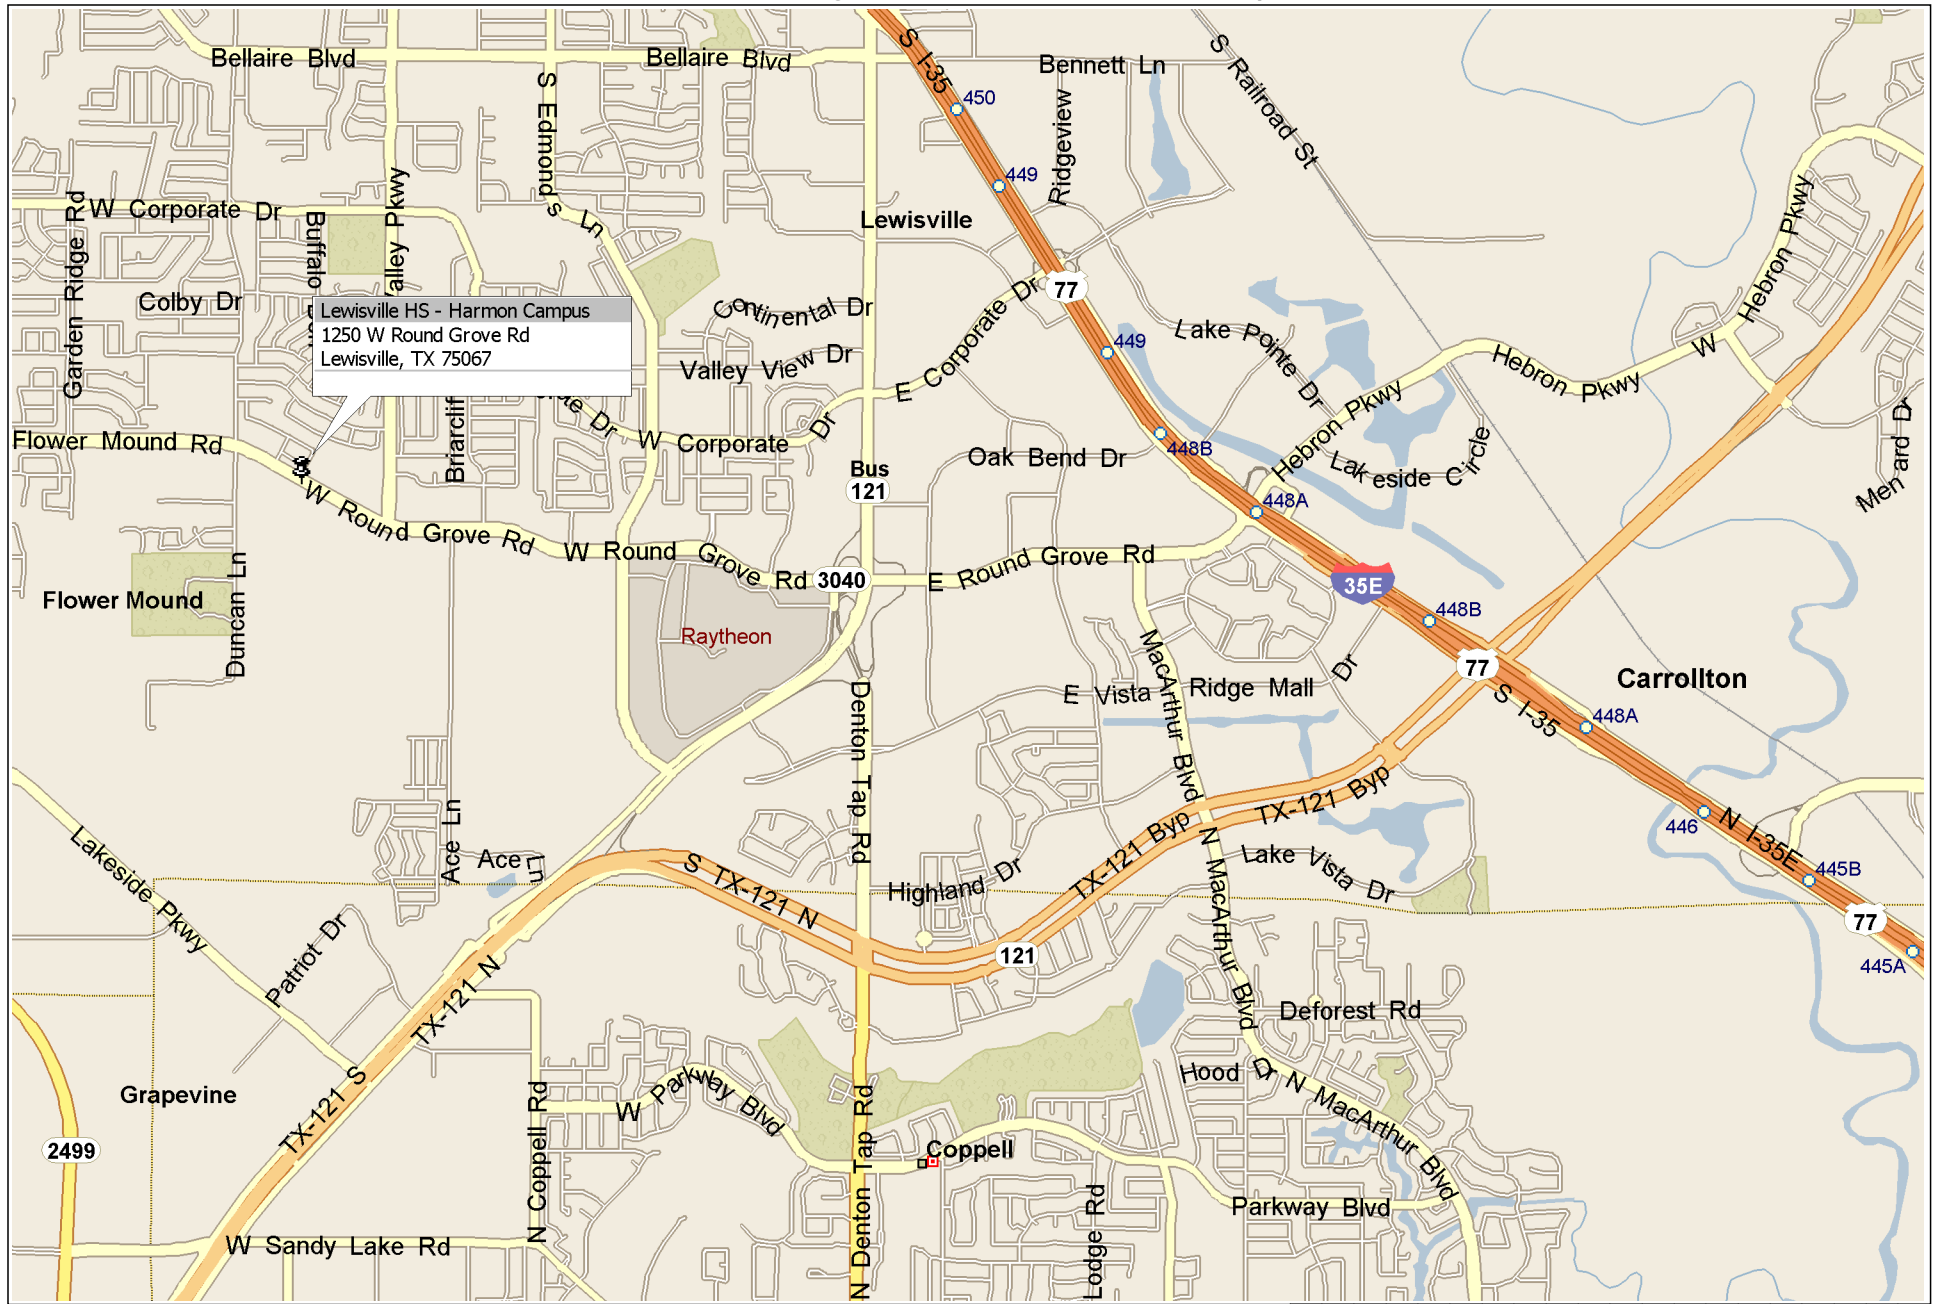 Bellaire Blvd
Bellaire Blvd
S I-35
Bennett Ln
S Railroad St
450
S Edmonds Ln
Ridgeview
449
W Corporate Dr
Garden Ridge Rd
Buffalo
Valley Pkwy
Lewisville
Hebron Pkwy
77
Colby Dr
Continental Dr
Lewisville HS - Harmon Campus
1250 W Round Grove Rd
Lewisville, TX 75067
Valley View Dr
E Corporate Dr
449
Lake Pointe Dr
Hebron Pkwy
W
Hebron Pkwy
Hebron Pkwy
Menard Dr
Flower Mound Rd
W Corporate Dr
Oak Bend Dr
448B
Lakeside Circle
Bus
121
448A
W Round Grove Rd
W Round Grove Rd
3040
E Round Grove Rd
35E
448B
Flower Mound
Duncan Ln
Raytheon
77
Carrollton
E Vista Ridge Mall Dr
MacArthur Blvd
S I-35
448A
Denton Tap Rd
TX-121 Byp
TX-121 Byp
446
N I-35E
445B
Lakeside Pkwy
Ace Ln
Ace Ln
S TX-121 N
Highland Dr
Lake Vista Dr
N MacArthur Blvd
77
445A
121
Patriot Dr
TX-121 N
Deforest Rd
Hood Dr
N MacArthur Blvd
Grapevine
TX-121 S
W Parkway Blvd
2499
N Coppell Rd
Coppell
N Denton Tap Rd
Lodge Rd
Parkway Blvd
W Sandy Lake Rd